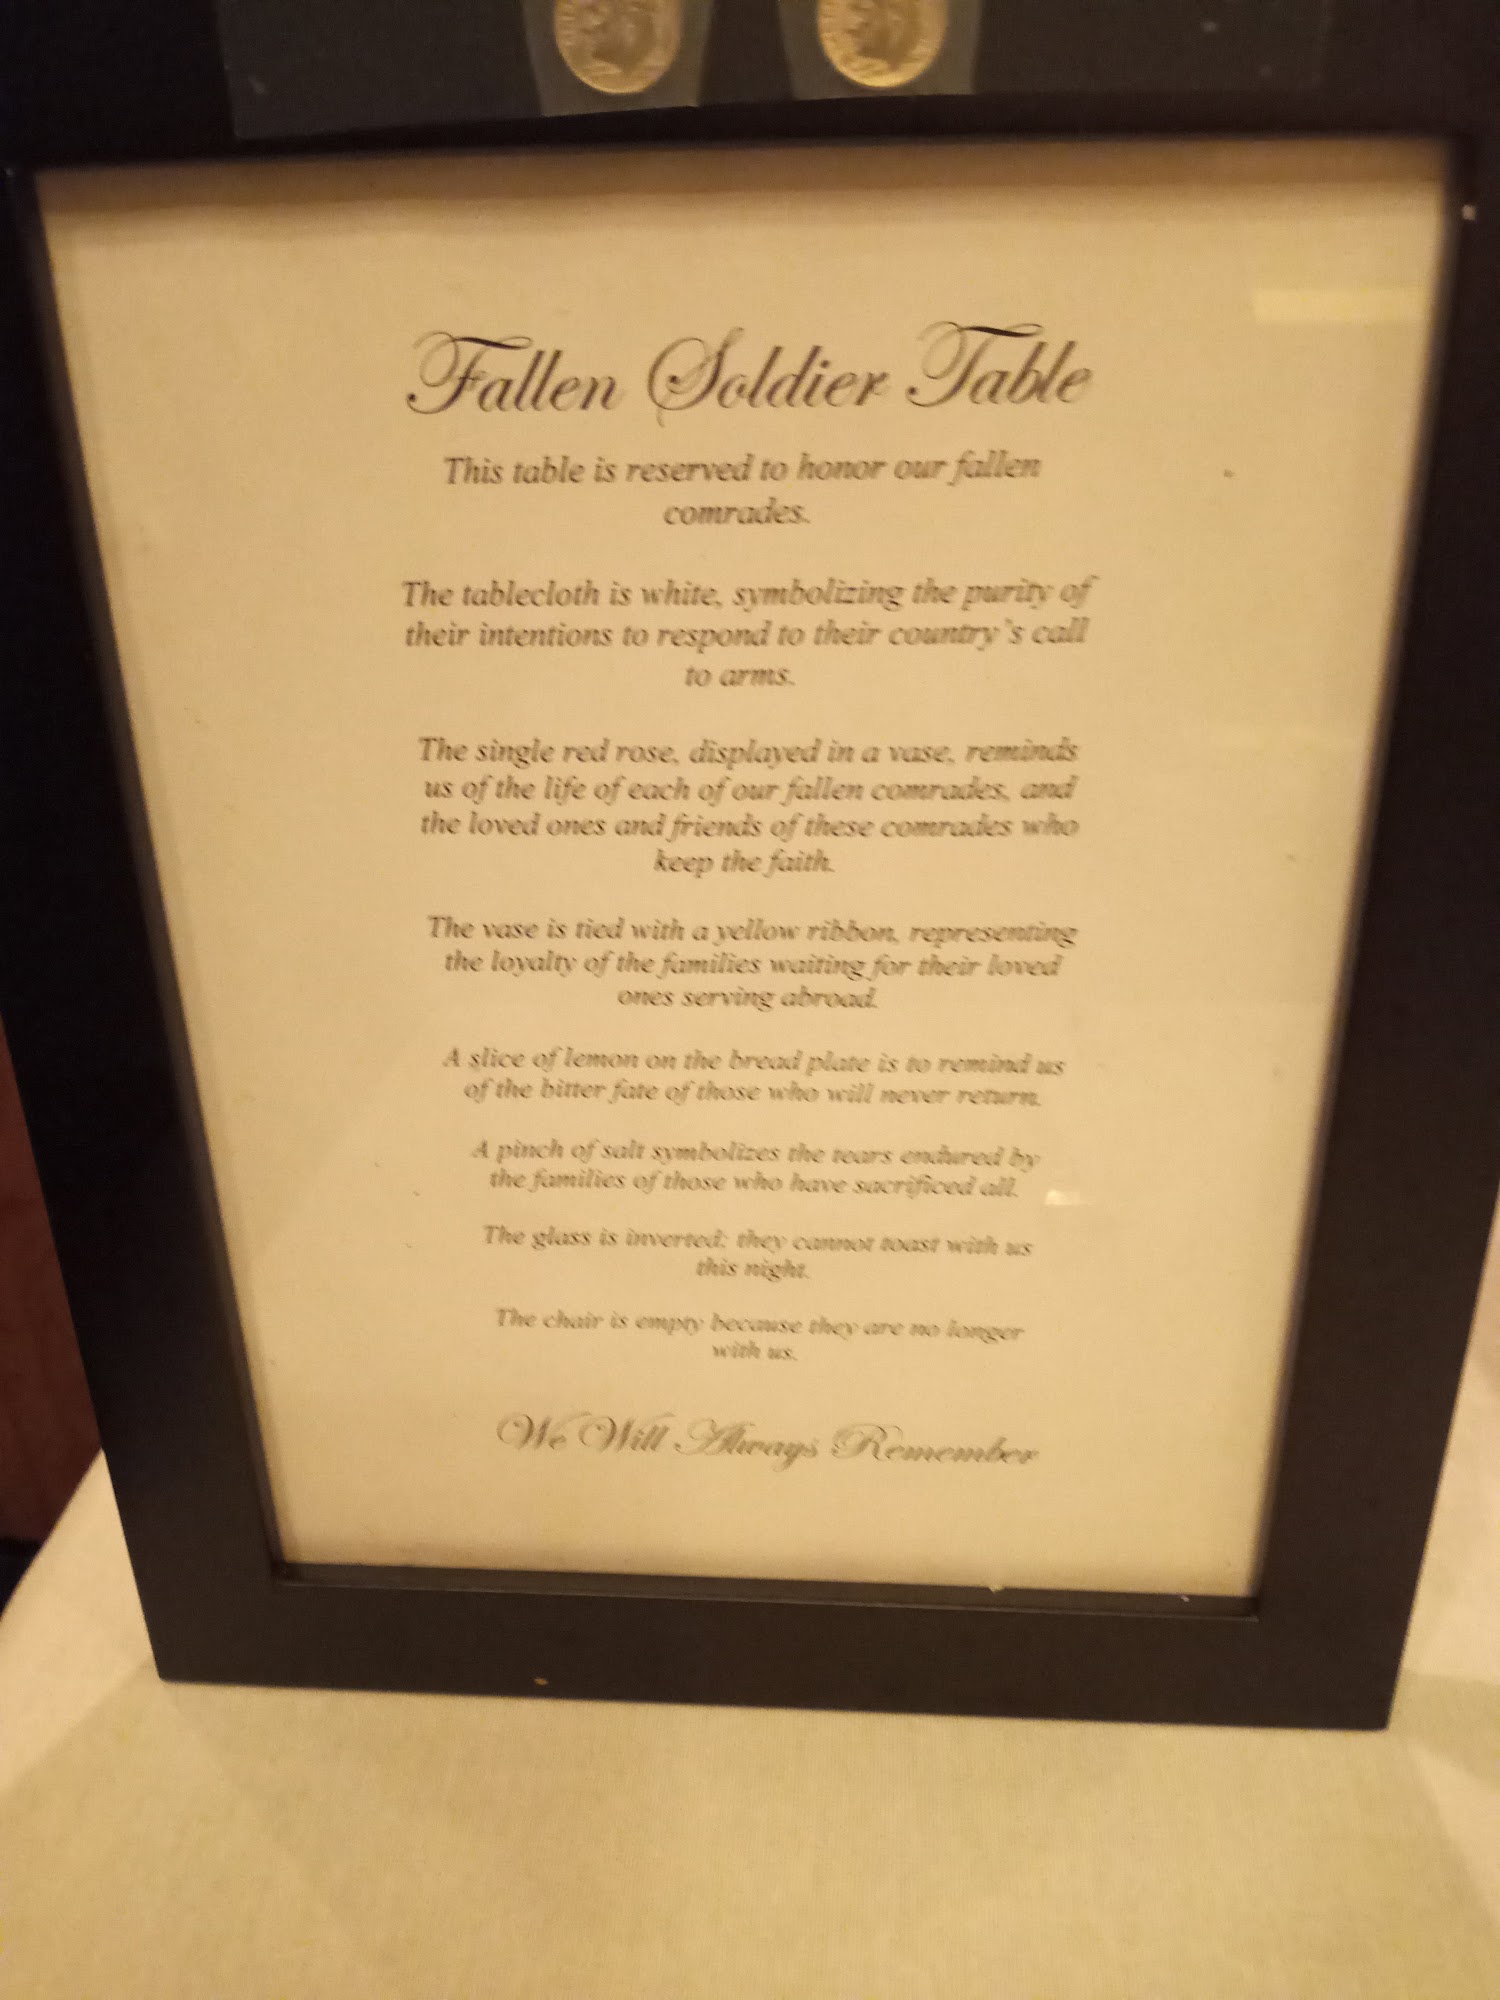 Fallen Soldier Table
This table is reserved to honor our fallen
comrades.
The tablecloth is white, symbolizing the purity of
their intentions to respond to their country's call
to arms.
The single red rose, displayed in a vase, reminds
us of the life of each of our fallen comrades, and
the loved ones and friends of these comrades who
keep the faith.
The vase is tied with a yellow ribbon, representing
the loyalty of the families waiting for their loved
ones serving abroad.
A slice of lemon on the bread plate is to remind us
of the bitter fate of those who will never return.
A pinch of salt symbolizes the tears endured by
the families of those who have sacrificed all.
The glass is inverted; they cannot toast with us
this night.
The chair is empty because they are no longer
with us.
We Will Always Remember